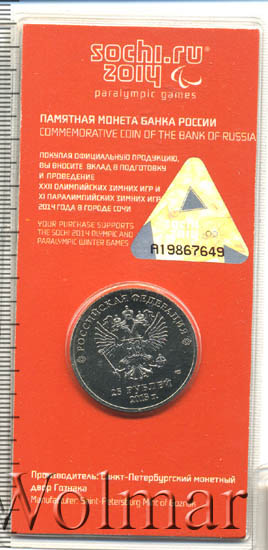 sochi.ru
2014
paralympic games
ПАМЯТНАЯ МОНЕТА БАНКА РОССИИ
COMMEMORATIVE COIN OF THE BANK OF RUSSIA
ПОКУПАЯ ОФИЦИАЛЬНУЮ ПРОДУКЦИЮ,
ВЫ ВНОСИТЕ ВКЛАД В ПОДГОТОВКУ
И ПРОВЕДЕНИЕ
XXII ОЛИМПИЙСКИХ ЗИМНИХ ИГР И
XI ПАРАЛИМПИЙСКИХ ЗИМНИХ ИГР
2014 ГОДА В ГОРОДЕ СОЧИ
YOUR PURCHASE SUPPORTS
THE SOCHI 2014 OLYMPIC AND
PARALYMPIC WINTER GAMES
A19867649
РОССИЙСКАЯ ФЕДЕРАЦИЯ
25 РУБЛЕЙ
2013 г.
Производитель: Санкт-Петербургский монетный
двор Гознака
Manufacturer: Saint-Petersburg Mint of Goznak
Wolmar